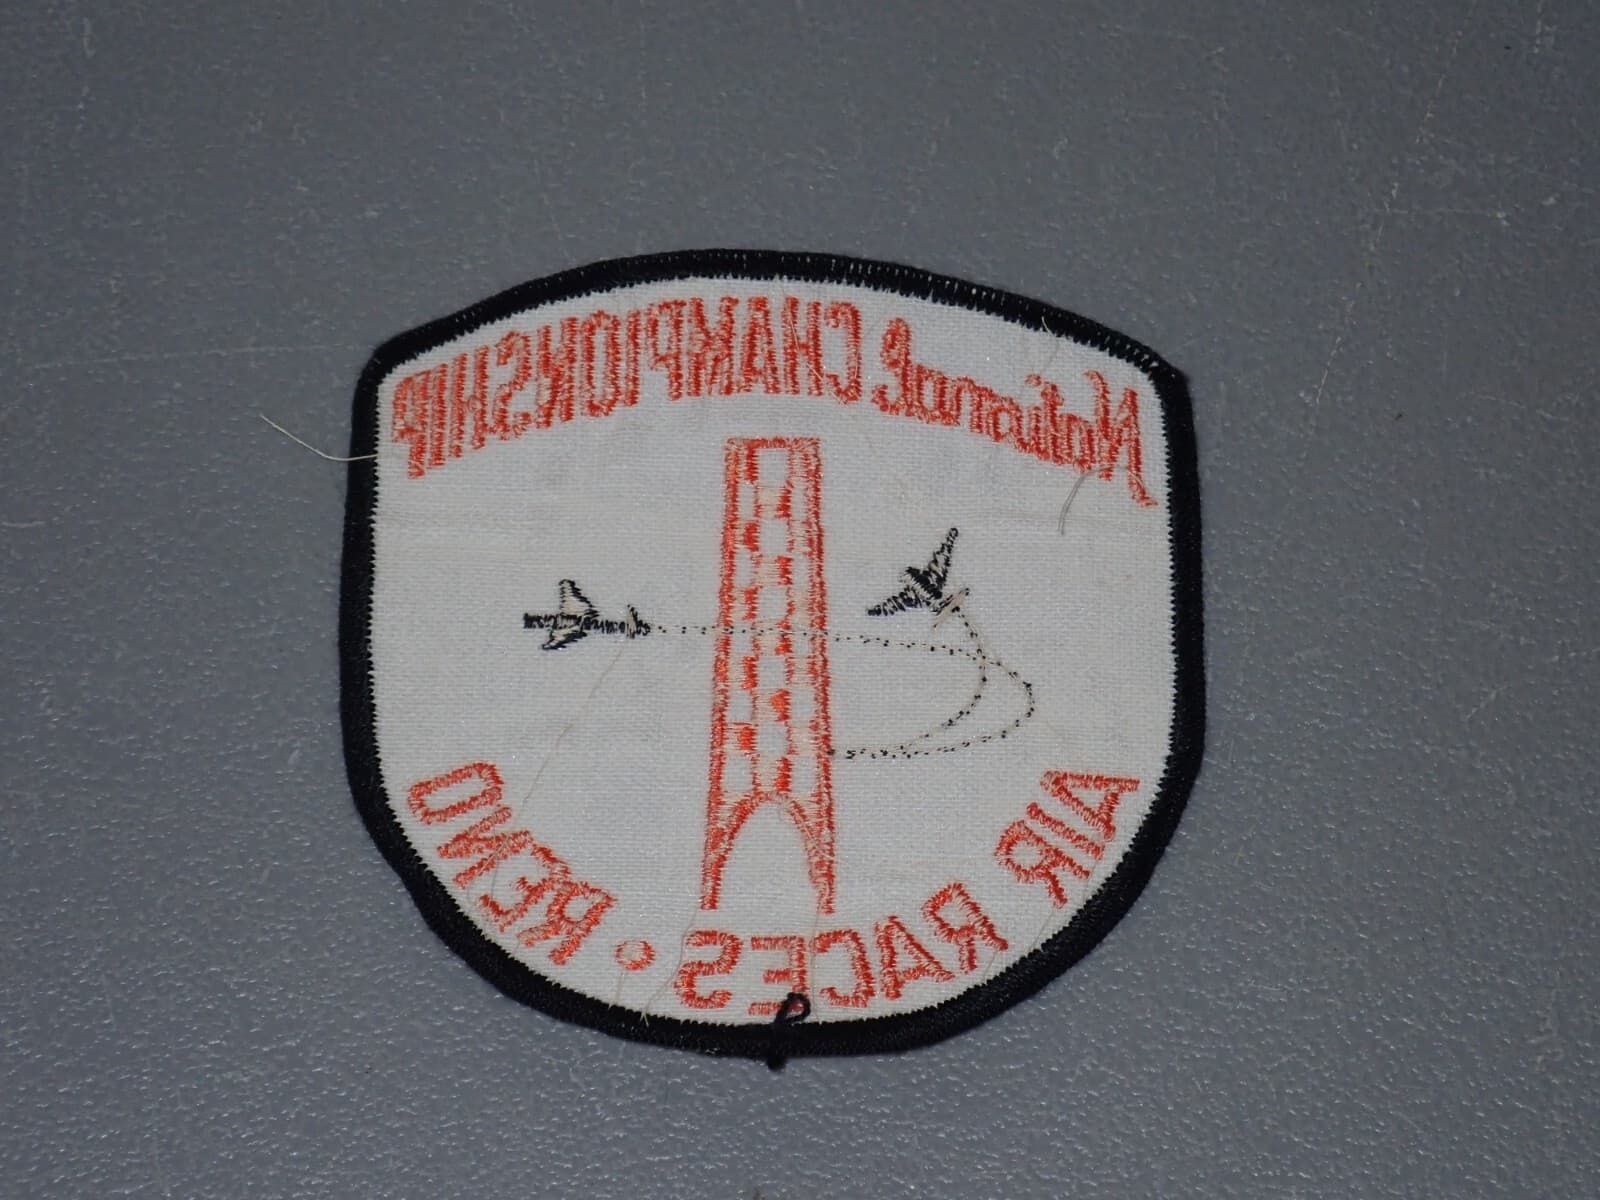 National CHAMPIONSHIP
AIR RACES • RENO